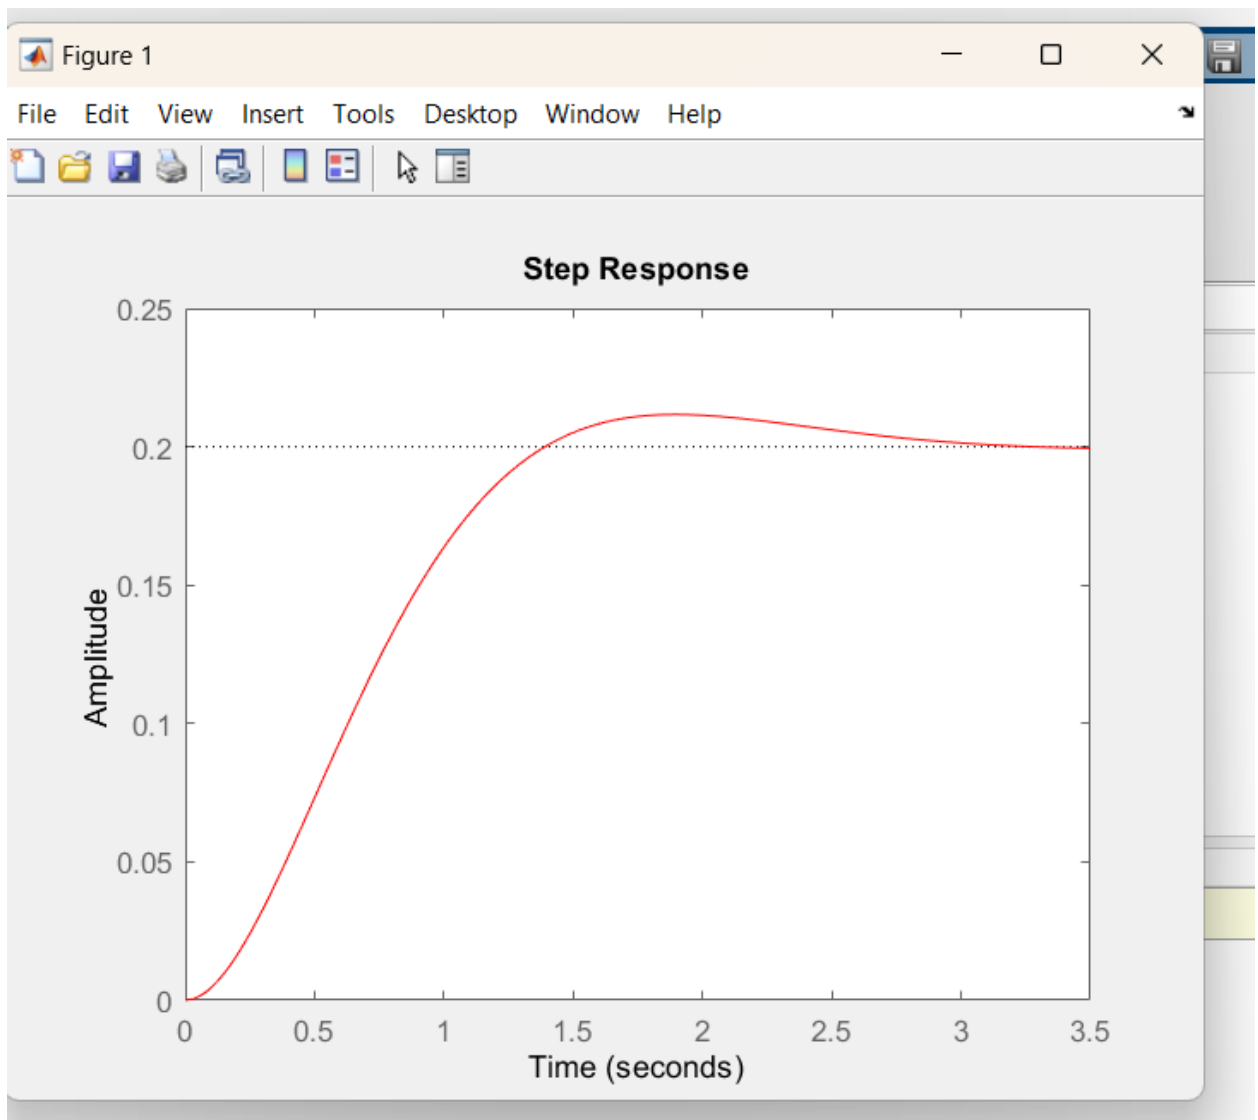 Figure 1
File Edit View Insert Tools Desktop Window Help
Step Response
0.25
0.2
0.15
0.1
0.05
0
Amplitude
0 0.5 1 1.5 2 2.5 3 3.5
Time (seconds)